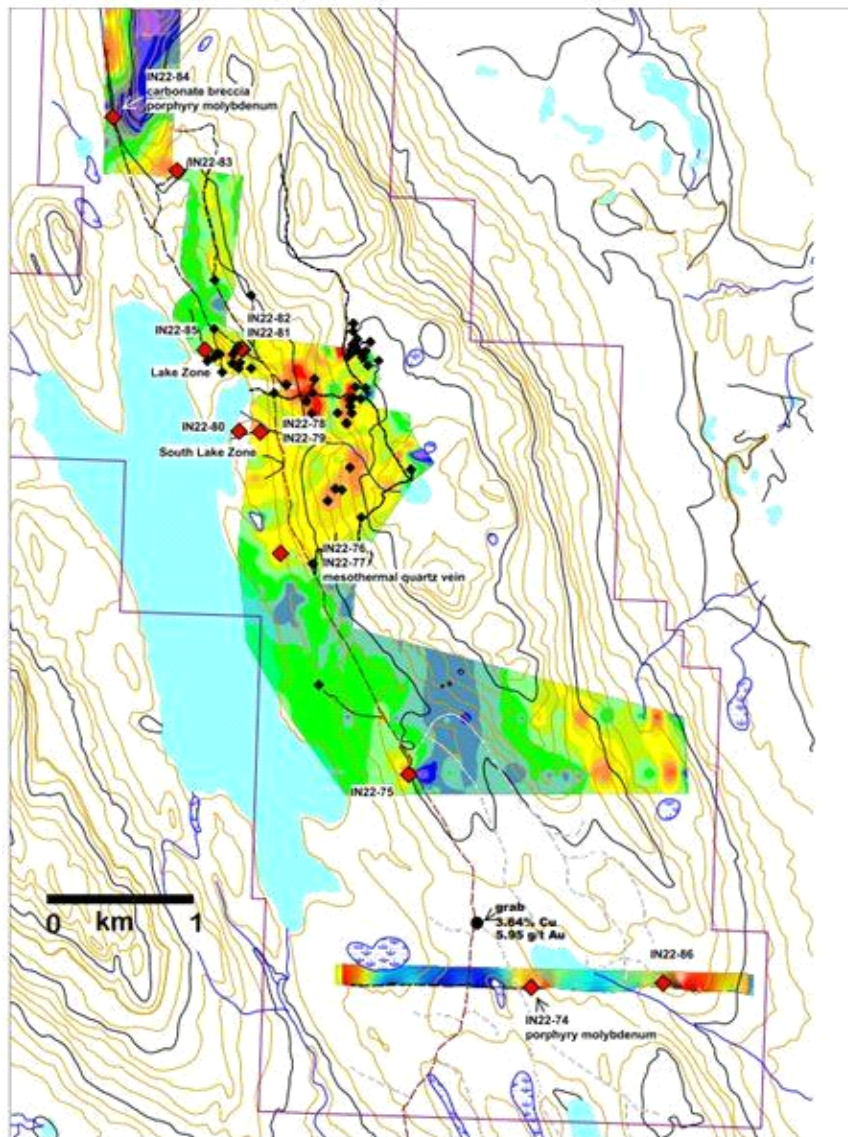 IN22-84
carbonate breccia
porphyry molybdenum
IN22-83
IN22-82
IN22-85
IN22-81
Lake Zone
IN22-80
IN22-78
IN22-79
South Lake Zone
IN22-76
IN22-77
mesothermal quartz vein
IN22-75
0 km 1
grab
3.64% Cu
5.95 g/t Au
IN22-86
IN22-74
porphyry molybdenum